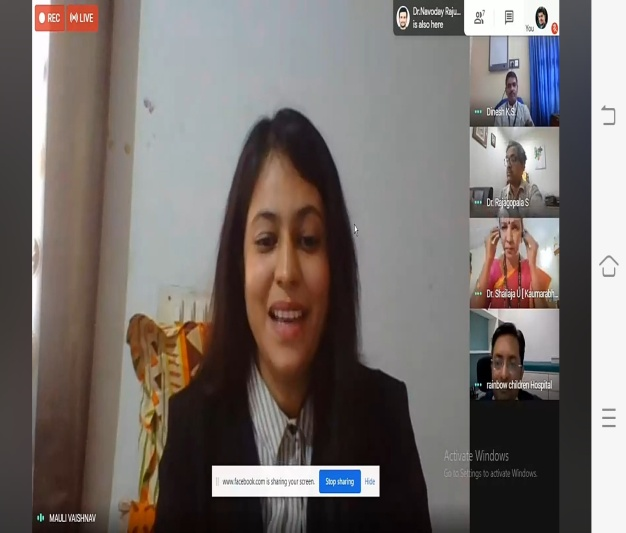 REC
LIVE
Dr.Navoday Raju...
is also here
7
You
Dinesh K.S
Dr. Rajagopala S
Dr. Shailaja U | Kaumarabh...
rainbow children Hospital
Activate Windows
Go to Settings to activate Windows.
www.facebook.com is sharing your screen.
Stop sharing
Hide
MAULI VAISHNAV